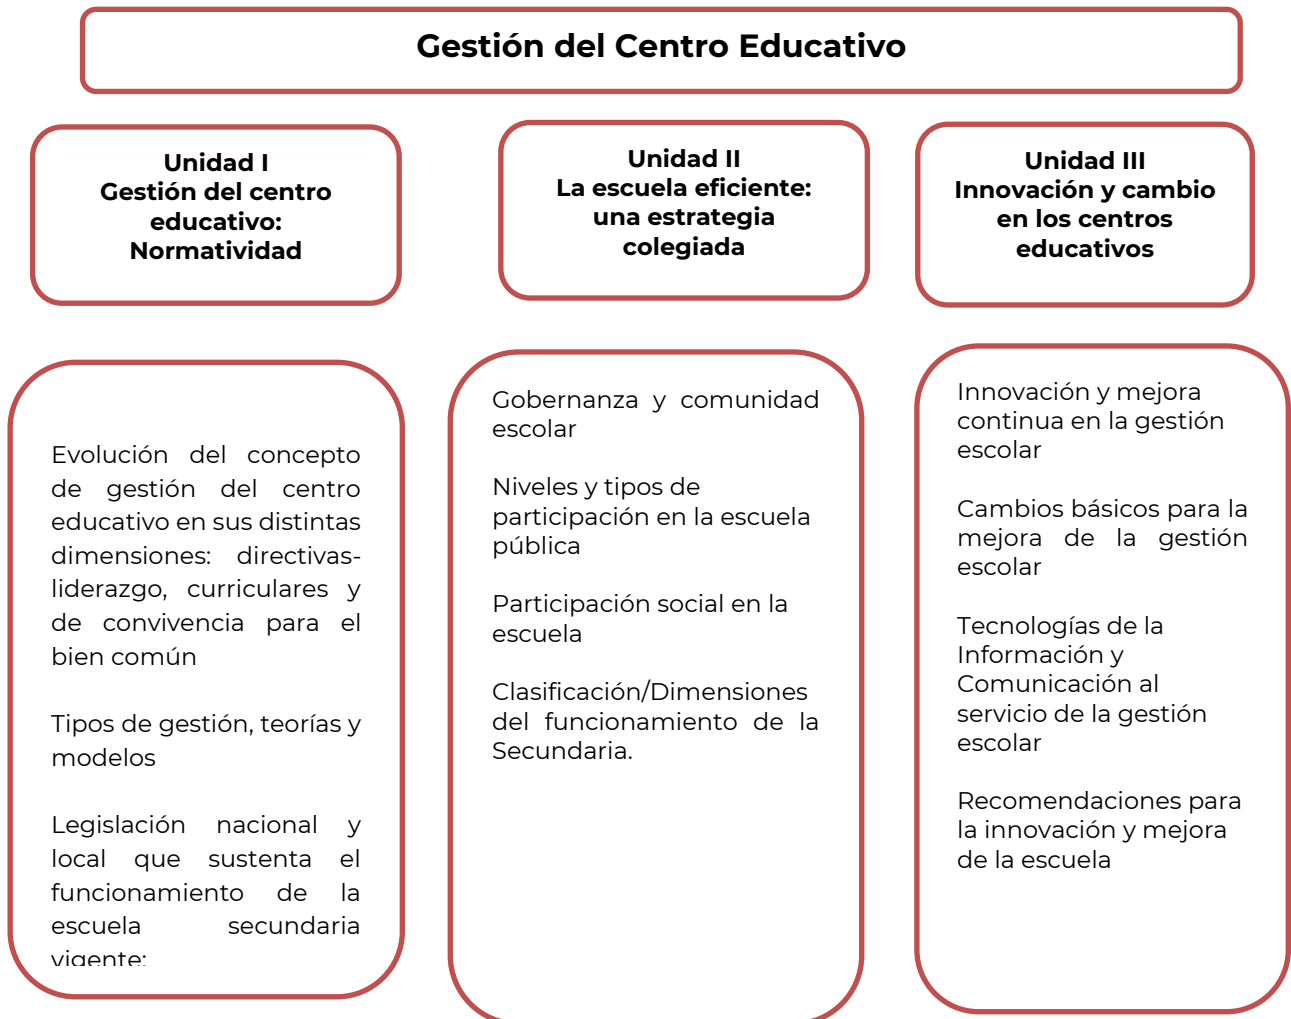 Gestión del Centro Educativo
Unidad I
Gestión del centro
educativo:
Normatividad
Unidad II
La escuela eficiente:
una estrategia
colegiada
Unidad III
Innovación y cambio
en los centros
educativos
Evolución del concepto
de gestión del centro
educativo en sus distintas
dimensiones: directivas-
liderazgo, curriculares y
de convivencia para el
bien común
Tipos de gestión, teorías y
modelos
Legislación nacional y
local que sustenta el
funcionamiento de la
escuela secundaria
vigente:
Gobernanza y comunidad
escolar
Niveles y tipos de
participación en la escuela
pública
Participación social en la
escuela
Clasificación/Dimensiones
del funcionamiento de la
Secundaria.
Innovación y mejora
continua en la gestión
escolar
Cambios básicos para la
mejora de la gestión
escolar
Tecnologías de la
Información y
Comunicación al
servicio de la gestión
escolar
Recomendaciones para
la innovación y mejora
de la escuela